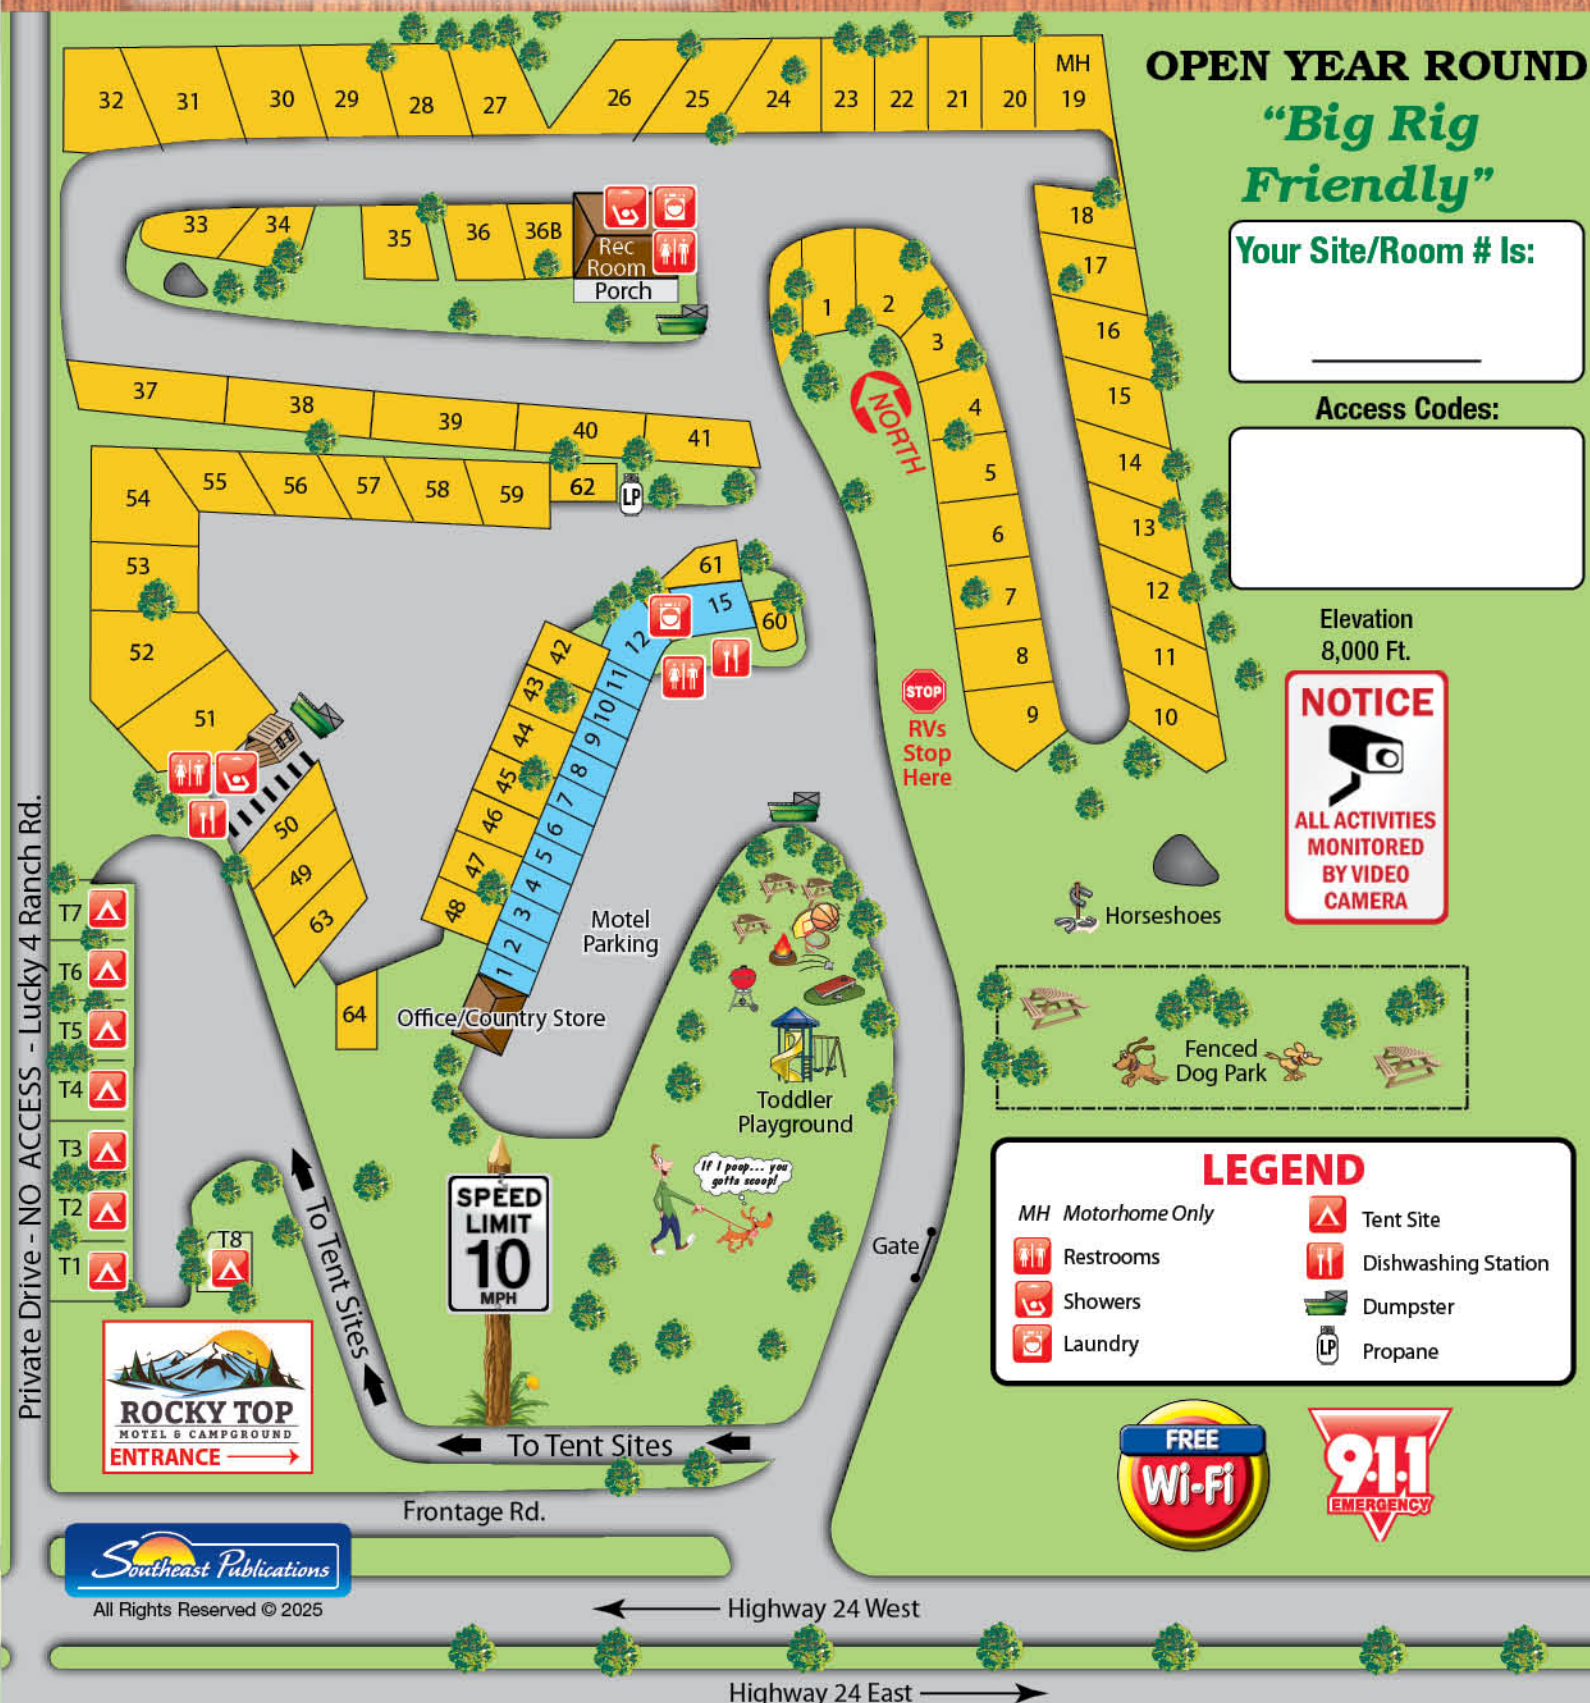 OPEN YEAR ROUND
“Big Rig
Friendly”
Your Site/Room # Is:
Access Codes:
Elevation
8,000 Ft.
NOTICE
ALL ACTIVITIES
MONITORED
BY VIDEO
CAMERA
32
31
30
29
28
27
26
25
24
23
22
21
20
MH
19
33
34
35
36
36B
Rec
Room
Porch
18
17
16
15
14
13
12
11
10
1
2
3
4
5
6
7
8
9
NORTH
37
38
39
40
41
54
55
56
57
58
59
62
LP
53
52
51
50
49
63
64
61
60
42
43
44
45
46
47
48
15
12
11
10
9
8
7
6
5
4
3
2
1
STOP
RVs
Stop
Here
Motel
Parking
Office/Country Store
Horseshoes
Toddler
Playground
Fenced
Dog Park
If I poop... you
gotta scoop!
SPEED
LIMIT
10
MPH
Gate
T7
T6
T5
T4
T3
T2
T1
T8
Private Drive - NO ACCESS - Lucky 4 Ranch Rd.
To Tent Sites
To Tent Sites
ROCKY TOP
MOTEL & CAMPGROUND
ENTRANCE
LEGEND
MH Motorhome Only
Restrooms
Showers
Laundry
Tent Site
Dishwashing Station
Dumpster
LP Propane
FREE
Wi-Fi
9.1.1
EMERGENCY
Frontage Rd.
Southeast Publications
All Rights Reserved © 2025
Highway 24 West
Highway 24 East